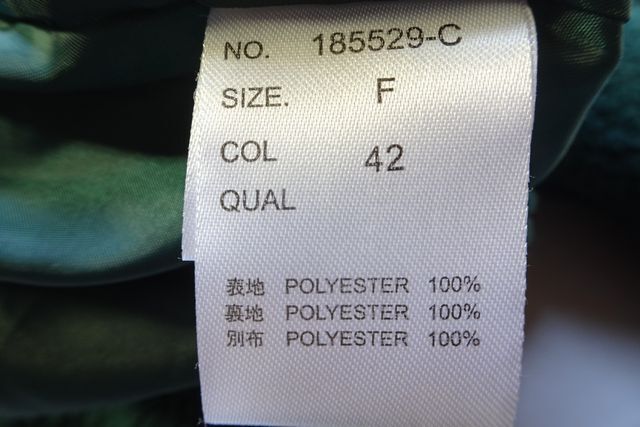 NO. 185529-C
SIZE. F
COL 42
QUAL
表地 POLYESTER 100%
裏地 POLYESTER 100%
別布 POLYESTER 100%